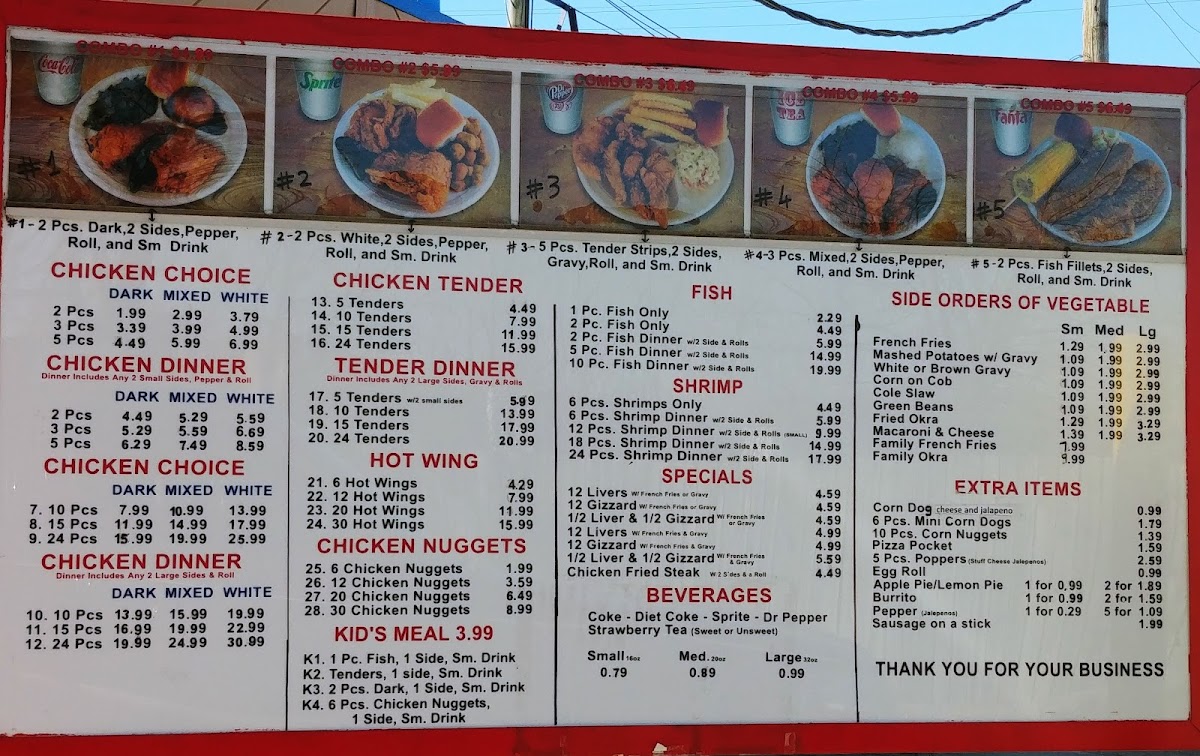 COMBO #1 $4.99
COMBO #2 $5.99
COMBO #3 $6.49
COMBO #4 $5.99
COMBO #5 $6.49
Coca-Cola
Sprite
Dr Pepper
ICE TEA
Fanta
#1
#2
#3
#4
#5
#1- 2 Pcs. Dark,2 Sides,Pepper,
Roll, and Sm Drink
#2-2 Pcs. White,2 Sides,Pepper,
Roll, and Sm. Drink
#3- 5 Pcs. Tender Strips,2 Sides,
Gravy,Roll, and Sm. Drink
#4-3 Pcs. Mixed,2 Sides,Pepper,
Roll, and Sm. Drink
#5-2 Pcs. Fish Fillets,2 Sides,
Roll, and Sm. Drink
CHICKEN CHOICE
DARK MIXED WHITE
2 Pcs 1.99 2.99 3.79
3 Pcs 3.39 3.99 4.99
5 Pcs 4.49 5.99 6.99
CHICKEN DINNER
Dinner Includes Any 2 Small Sides, Pepper & Roll
DARK MIXED WHITE
2 Pcs 4.49 5.29 5.59
3 Pcs 5.29 5.59 6.69
5 Pcs 6.29 7.49 8.59
CHICKEN CHOICE
DARK MIXED WHITE
7. 10 Pcs 7.99 10.99 13.99
8. 15 Pcs 11.99 14.99 17.99
9. 24 Pcs 15.99 19.99 25.99
CHICKEN DINNER
Dinner Includes Any 2 Large Sides & Roll
DARK MIXED WHITE
10. 10 Pcs 13.99 15.99 19.99
11. 15 Pcs 16.99 19.99 22.99
12. 24 Pcs 19.99 24.99 30.99
CHICKEN TENDER
13. 5 Tenders 4.49
14. 10 Tenders 7.99
15. 15 Tenders 11.99
16. 24 Tenders 15.99
TENDER DINNER
Dinner Includes Any 2 Large Sides, Gravy & Rolls
17. 5 Tenders w/2 small sides 5.99
18. 10 Tenders 13.99
19. 15 Tenders 17.99
20. 24 Tenders 20.99
HOT WING
21. 6 Hot Wings 4.29
22. 12 Hot Wings 7.99
23. 20 Hot Wings 11.99
24. 30 Hot Wings 15.99
CHICKEN NUGGETS
25. 6 Chicken Nuggets 1.99
26. 12 Chicken Nuggets 3.59
27. 20 Chicken Nuggets 6.49
28. 30 Chicken Nuggets 8.99
KID'S MEAL 3.99
K1. 1 Pc. Fish, 1 Side, Sm. Drink
K2. Tenders, 1 side, Sm. Drink
K3. 2 Pcs. Dark, 1 Side, Sm. Drink
K4. 6 Pcs. Chicken Nuggets,
1 Side, Sm. Drink
FISH
1 Pc. Fish Only 2.29
2 Pc. Fish Only 4.49
2 Pc. Fish Dinner w/2 Side & Rolls 5.99
5 Pc. Fish Dinner w/2 Side & Rolls 14.99
10 Pc. Fish Dinner w/2 Side & Rolls 19.99
SHRIMP
6 Pcs. Shrimps Only 4.49
6 Pcs. Shrimp Dinner w/2 Side & Rolls 5.99
12 Pcs. Shrimp Dinner w/2 Side & Rolls (SMALL) 9.99
18 Pcs. Shrimp Dinner w/2 Side & Rolls 14.99
24 Pcs. Shrimp Dinner w/2 Side & Rolls 17.99
SPECIALS
12 Livers W/ French Fries or Gravy 4.59
12 Gizzard W/ French Fries or Gravy 4.59
1/2 Liver & 1/2 Gizzard W/ French Fries or Gravy 4.59
12 Livers W/ French Fries & Gravy 4.99
12 Gizzard W/ French Fries & Gravy 4.99
1/2 Liver & 1/2 Gizzard W/ French Fries & Gravy 5.59
Chicken Fried Steak W/ 2 Sides & a Roll 4.49
BEVERAGES
Coke - Diet Coke - Sprite - Dr Pepper
Strawberry Tea (Sweet or Unsweet)
Small 16oz Med. 20oz Large 32oz
0.79 0.89 0.99
SIDE ORDERS OF VEGETABLE
Sm Med Lg
French Fries 1.29 1.99 2.99
Mashed Potatoes w/ Gravy 1.09 1.99 2.99
White or Brown Gravy 1.09 1.99 2.99
Corn on Cob 1.09 1.99 2.99
Cole Slaw 1.09 1.99 2.99
Green Beans 1.09 1.99 2.99
Fried Okra 1.29 1.99 3.29
Macaroni & Cheese 1.39 1.99 3.29
Family French Fries 7.99
Family Okra 9.99
EXTRA ITEMS
Corn Dog cheese and jalapeno 0.99
6 Pcs. Mini Corn Dogs 1.79
10 Pcs. Corn Nuggets 1.39
Pizza Pocket 1.59
5 Pcs. Poppers (Stuff Cheese Jalepenos) 2.59
Egg Roll 0.99
Apple Pie/Lemon Pie 1 for 0.99 2 for 1.89
Burrito 1 for 0.99 2 for 1.59
Pepper (Jalepenos) 1 for 0.29 5 for 1.09
Sausage on a stick 1.99
THANK YOU FOR YOUR BUSINESS